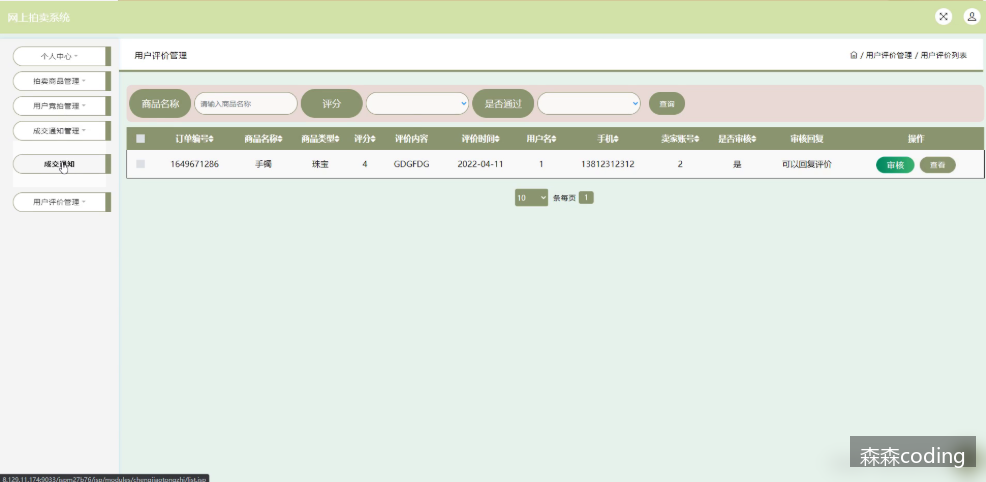 网上拍卖系统
个人中心
拍卖商品管理
用户竞拍管理
成交通知管理
成交通知
用户评价管理
用户评价管理
/ 用户评价管理 / 用户评价列表
商品名称 请输入商品名称 评分 是否通过 查询
订单编号 商品名称 商品类型 评分 评价内容 评价时间 用户名 手机 卖家账号 是否审核 审核回复 操作
1649671286 手镯 珠宝 4 GDGFDG 2022-04-11 1 13812312312 2 是 可以回复评价 审核 查看
10 条每页 1
森森coding
8.129.11.174:9033/jspm27b76/jsp/modules/chengjiaotongzhi/list.jsp